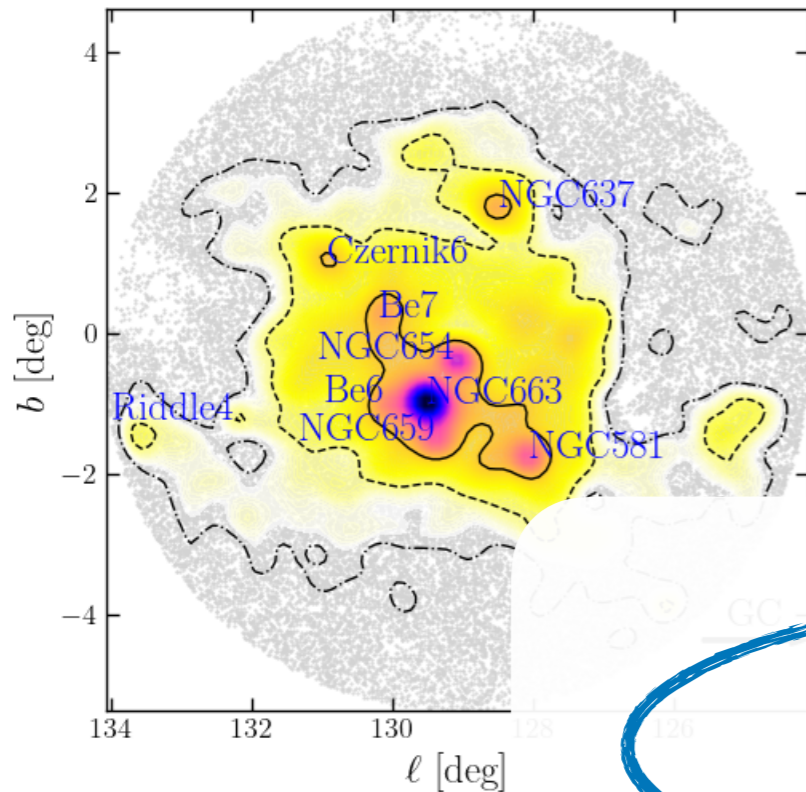 4
NGC637
2
Czernik6
Be7
b [deg]
0
NGC654
Be6
NGC663
Riddle4
NGC659
NGC581
−2
−4
GC
134
132
130
128
126
ℓ [deg]